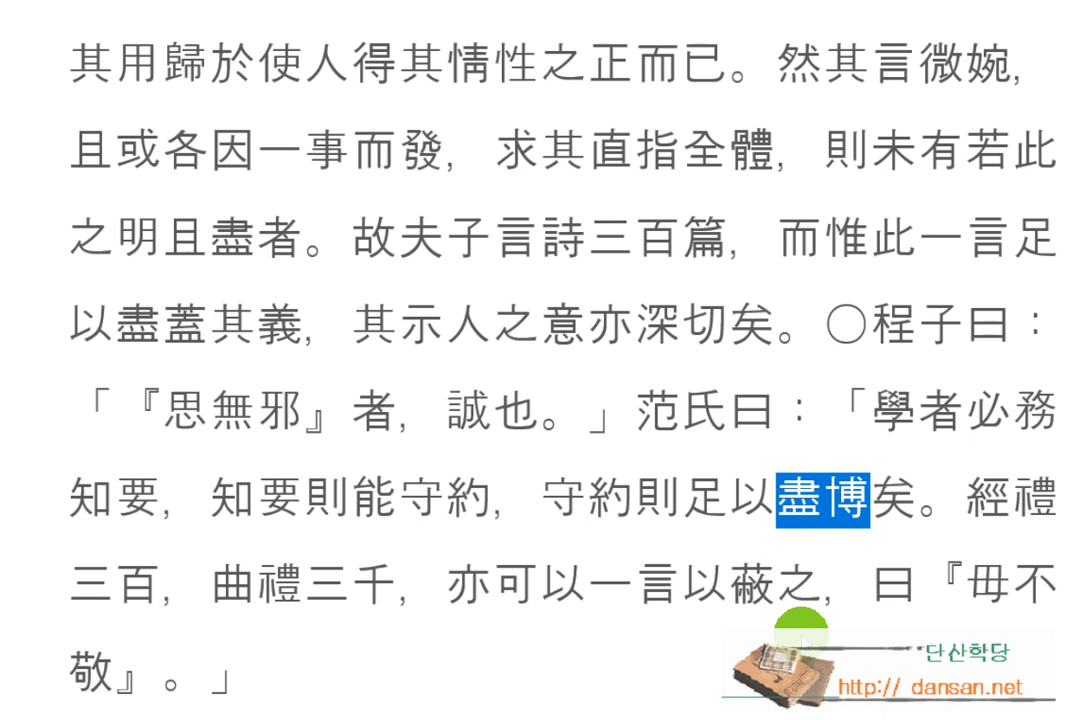 其用歸於使人得其情性之正而已。然其言微婉,
且或各因一事而發, 求其直指全體, 則未有若此
之明且盡者。故夫子言詩三百篇, 而惟此一言足
以盡蓋其義, 其示人之意亦深切矣。〇程子曰:
「『思無邪』者, 誠也。」范氏曰:「學者必務
知要, 知要則能守約, 守約則足以盡博矣。經禮
三百, 曲禮三千, 亦可以一言以蔽之, 曰『毋不
敬』。」
단산학당
http:// dansan.net